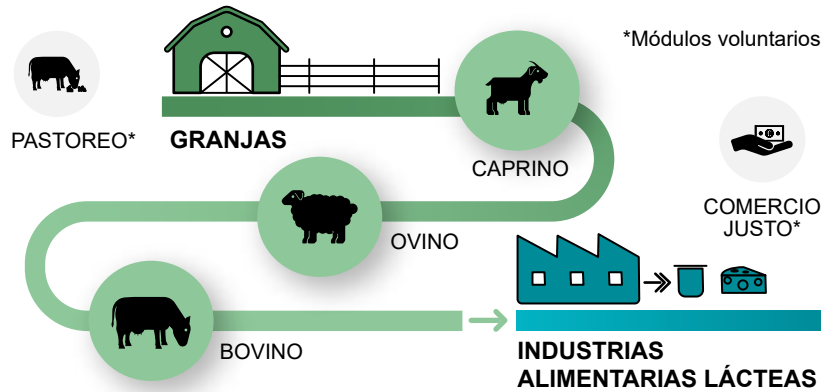 *Módulos voluntarios
PASTOREO*
GRANJAS
CAPRINO
COMERCIO
JUSTO*
OVINO
BOVINO
INDUSTRIAS
ALIMENTARIAS LÁCTEAS